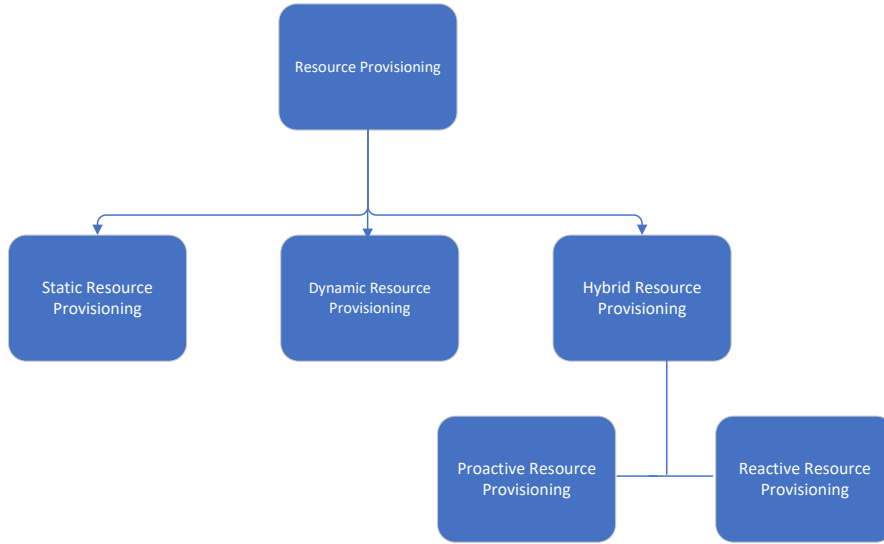 Resource Provisioning
Static Resource
Provisioning
Dynamic Resource
Provisioning
Hybrid Resource
Provisioning
Proactive Resource
Provisioning
Reactive Resource
Provisioning